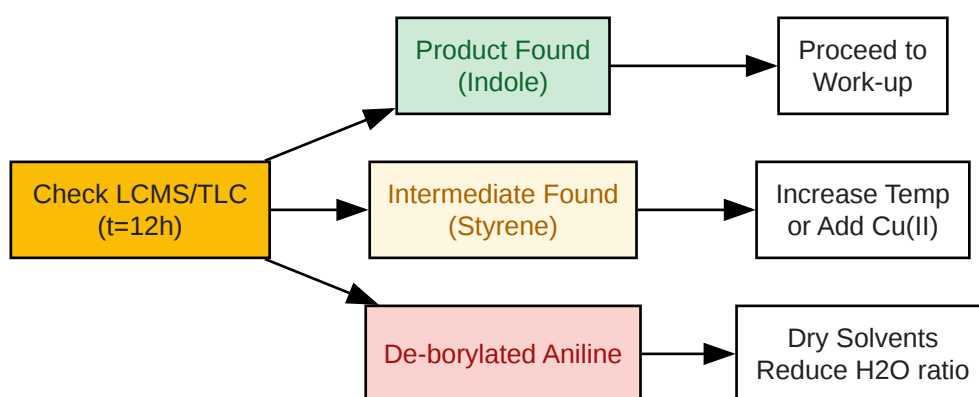 Product Found
(Indole)
Proceed to
Work-up
Check LCMS/TLC
(t=12h)
Intermediate Found
(Styrene)
Increase Temp
or Add Cu(II)
De-borylated Aniline
Dry Solvents
Reduce H2O ratio